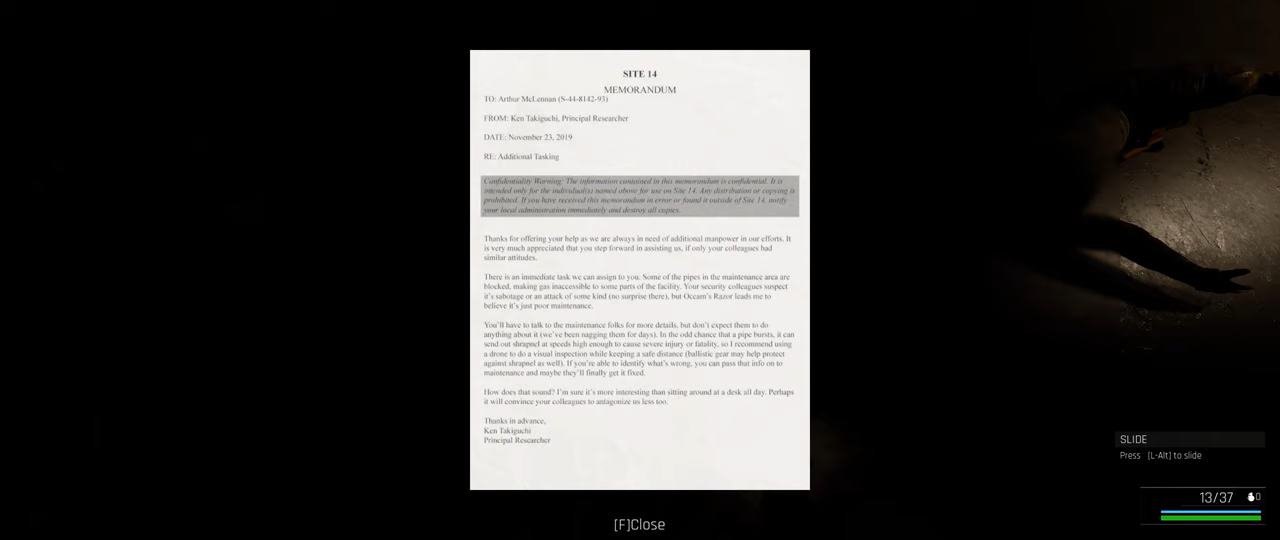 SITE 14
MEMORANDUM
TO: Arthur McLennan (S-44-8142-93)
FROM: Ken Takiguchi, Principal Researcher
DATE: November 23, 2019
RE: Additional Tasking
Confidentiality Warning: The information contained in this memorandum is confidential. It is
intended only for the individual(s) named above for use on Site 14. Any distribution or copying is
prohibited. If you have received this memorandum in error or found it outside of Site 14, notify
your local administration immediately and destroy all copies.
Thanks for offering your help as we are always in need of additional manpower in our efforts. It
is very much appreciated that you step forward in assisting us, if only your colleagues had
similar attitudes.
There is an immediate task we can assign to you. Some of the pipes in the maintenance area are
blocked, making gas inaccessible to some parts of the facility. Your security colleagues suspect
it's sabotage or an attack of some kind (no surprise there), but Occam's Razor leads me to
believe it's just poor maintenance.
You'll have to talk to the maintenance folks for more details, but don't expect them to do
anything about it (we've been nagging them for days). In the odd chance that a pipe bursts, it can
send out shrapnel at speeds high enough to cause severe injury or fatality, so I recommend using
a drone to do a visual inspection while keeping a safe distance (ballistic gear may help protect
against shrapnel as well). If you're able to identify what's wrong, you can pass that info on to
maintenance and maybe they'll finally get it fixed.
How does that sound? I'm sure it's more interesting than sitting around at a desk all day. Perhaps
it will convince your colleagues to antagonize us less too.
Thanks in advance,
Ken Takiguchi
Principal Researcher
SLIDE
Press [L-Alt] to slide
13/37 0
[F]Close